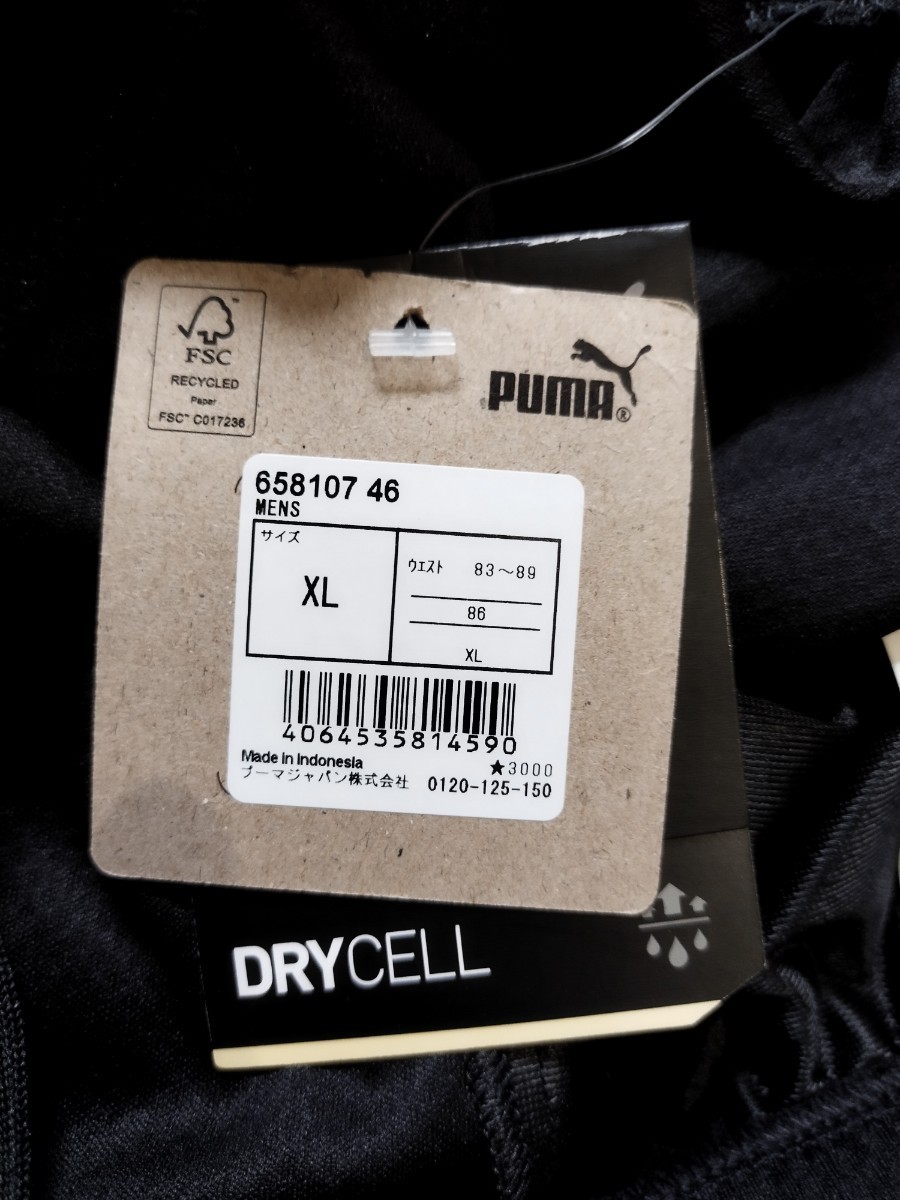 FSC™
RECYCLED
Paper
FSC™ C017236
PUMA®
658107 46
MENS
サイズ
XL
ウエスト 83～89
86
XL
4064535814590
Made in Indonesia
★3000
プーマジャパン株式会社 0120-125-150
DRYCELL